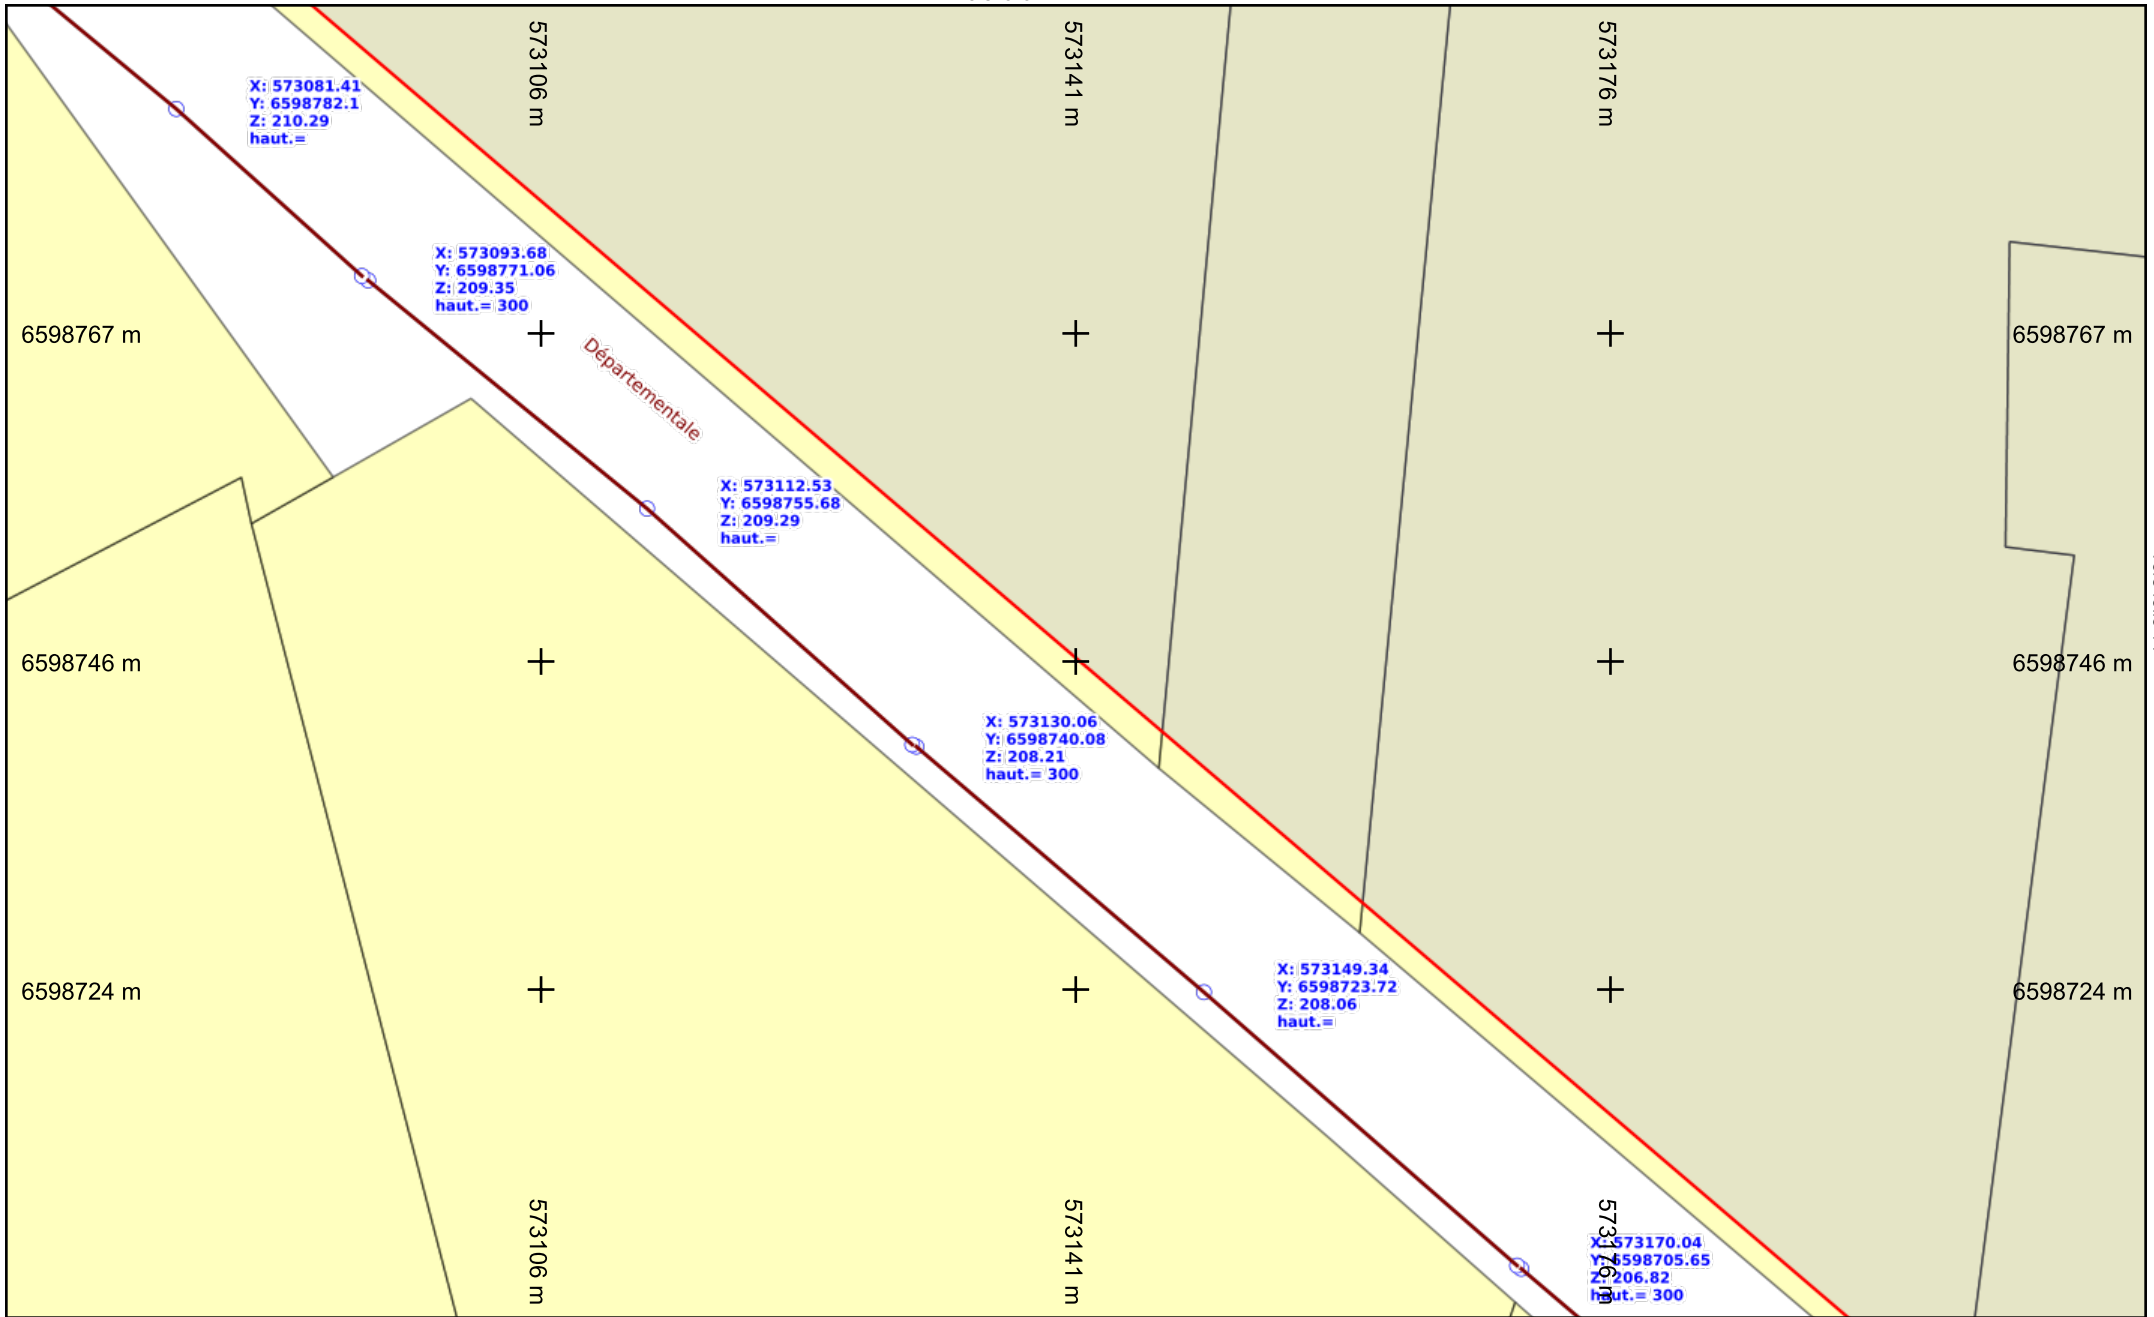 573106 m
573141 m
573176 m
X: 573081.41
Y: 6598782.1
Z: 210.29
haut.=
X: 573093.68
Y: 6598771.06
Z: 209.35
haut.= 300
6598767 m
6598767 m
Départementale
X: 573112.53
Y: 6598755.68
Z: 209.29
haut.=
6598746 m
6598746 m
X: 573130.06
Y: 6598740.08
Z: 208.21
haut.= 300
X: 573149.34
Y: 6598723.72
Z: 208.06
haut.=
6598724 m
6598724 m
573106 m
573141 m
573176 m
X: 573170.04
Y: 6598705.65
Z: 206.82
haut.= 300